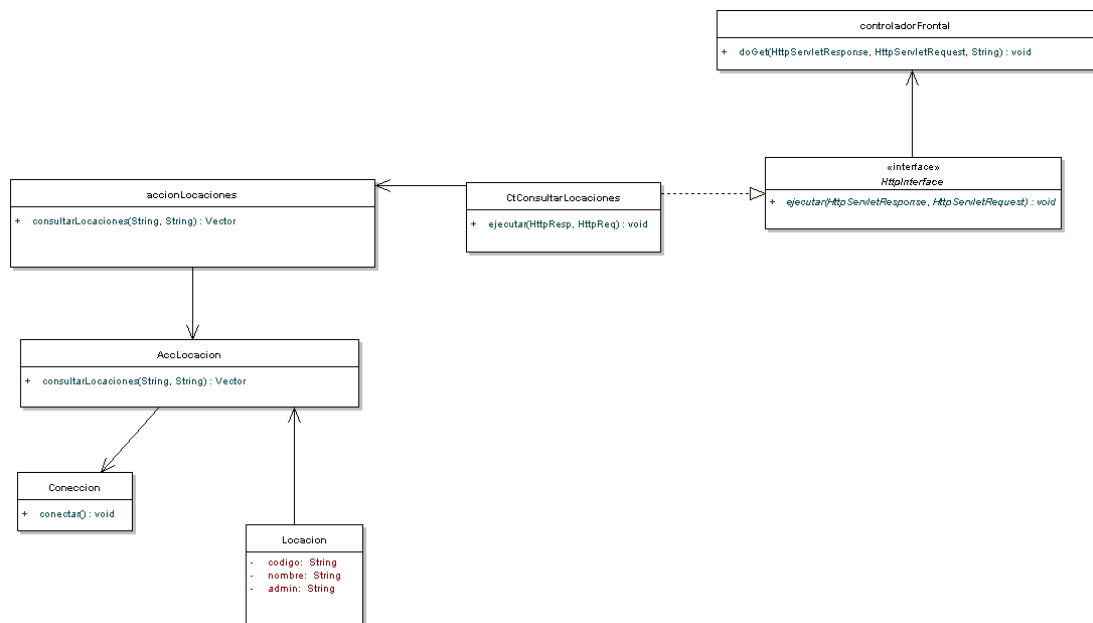 controladorFrontal
+ doGet(HttpServletResponse, HttpServletRequest, String) : void
«interface»
HttpInterface
+ ejecutar(HttpServletResponse, HttpServletRequest) : void
accionLocaciones
+ consultarLocaciones(String, String) : Vector
CtConsultarLocaciones
+ ejecutar(HttpResp, HttpReq) : void
AccLocacion
+ consultarLocaciones(String, String) : Vector
Coneccion
+ conectar() : void
Locacion
- codigo: String
- nombre: String
- admin: String